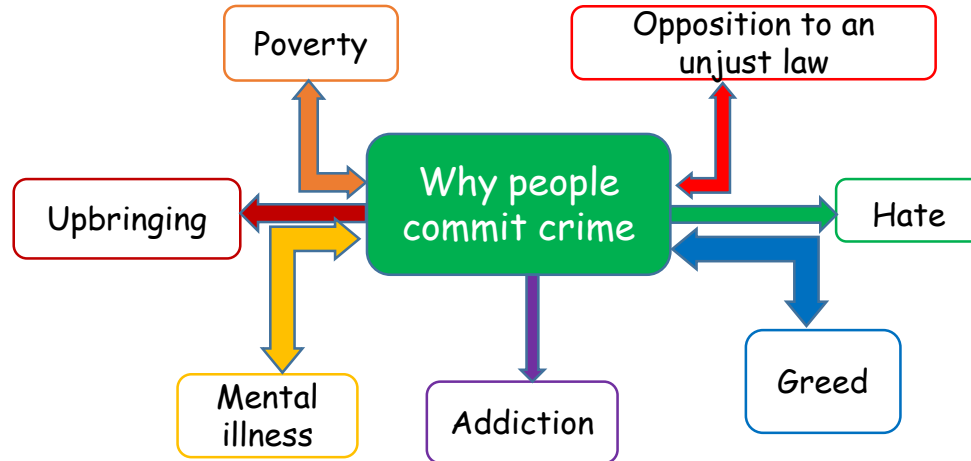 Poverty
Opposition to an
unjust law
Why people
commit crime
Upbringing
Hate
Mental
illness
Addiction
Greed